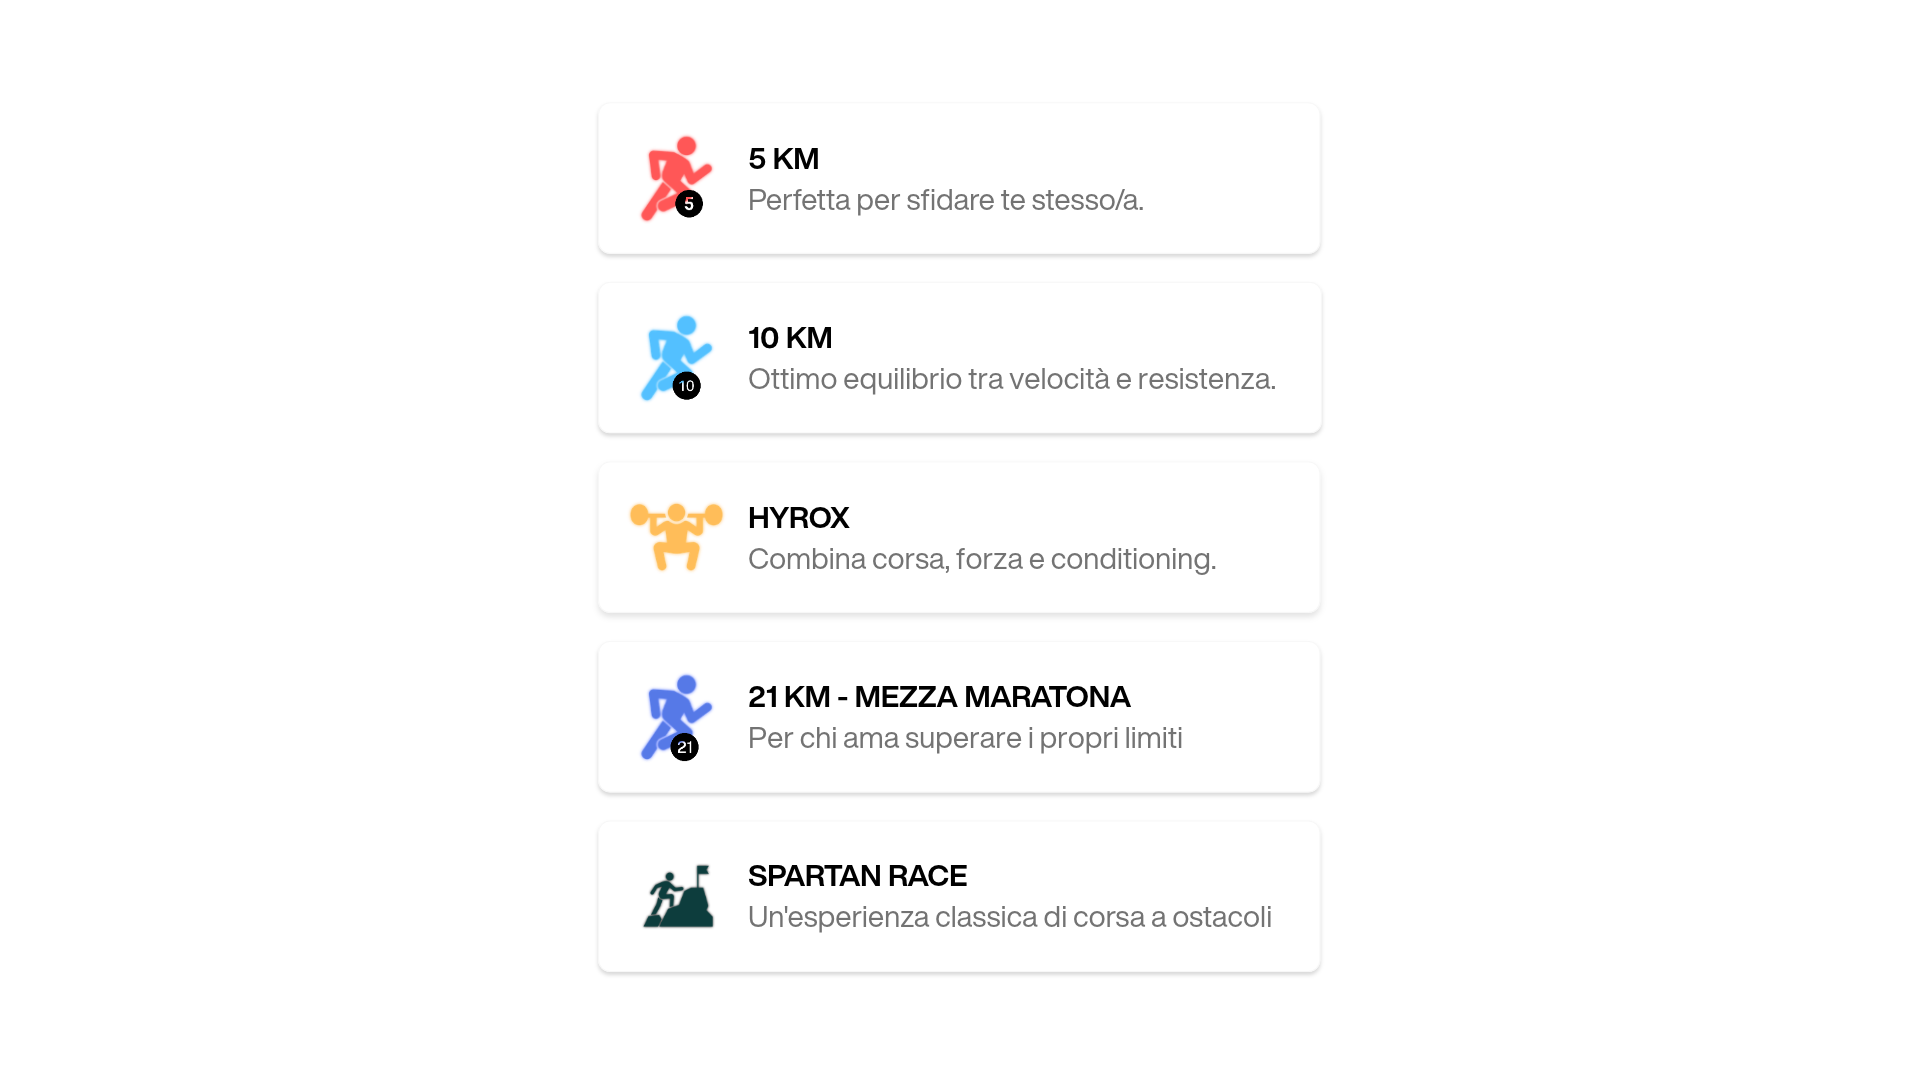 5 KM
Perfetta per sfidare te stesso/a.
5
10 KM
Ottimo equilibrio tra velocità e resistenza.
10
HYROX
Combina corsa, forza e conditioning.
21 KM - MEZZA MARATONA
Per chi ama superare i propri limiti
21
SPARTAN RACE
Un'esperienza classica di corsa a ostacoli